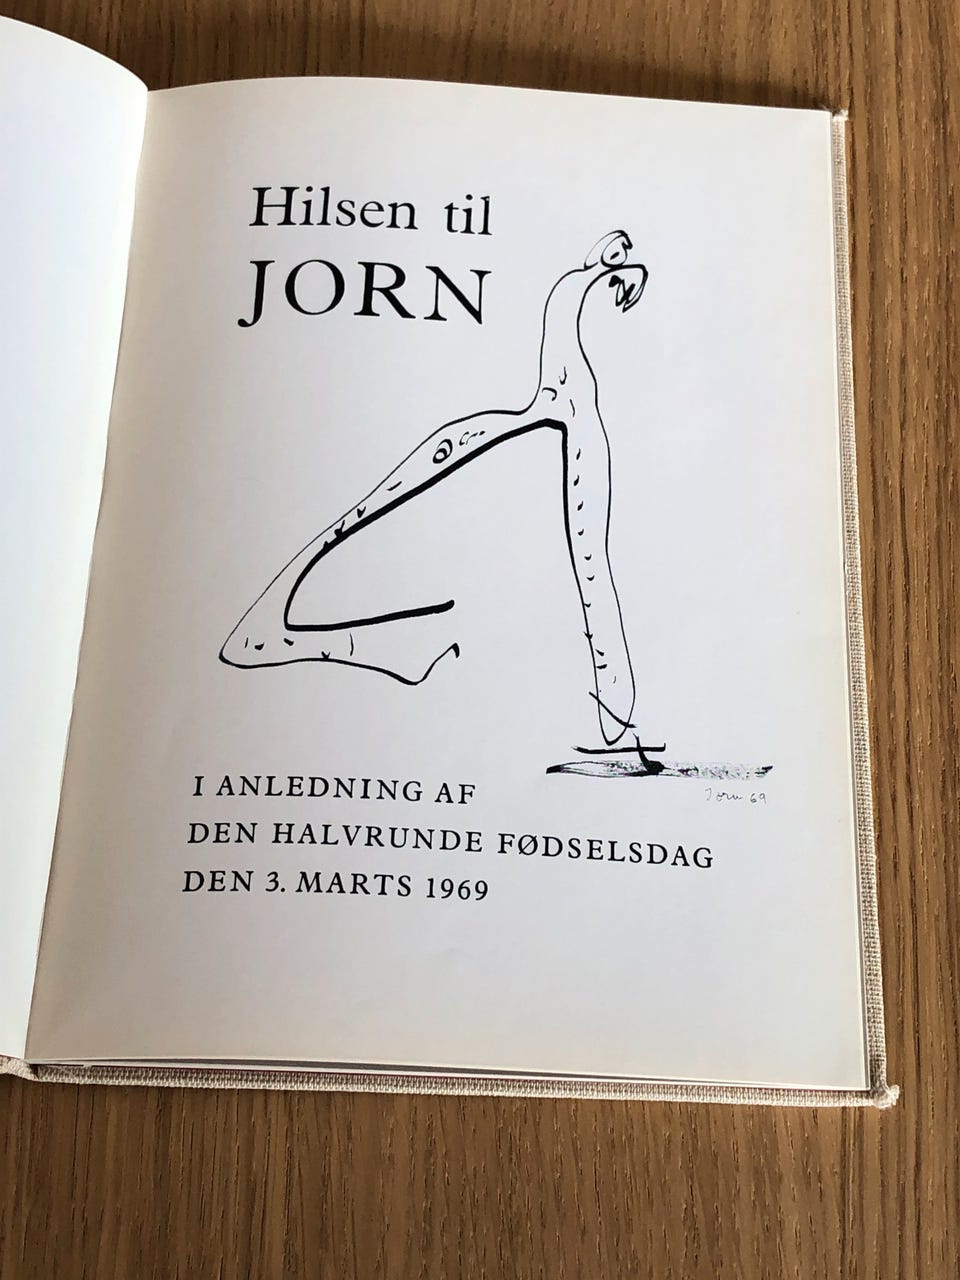 Hilsen til
JORN
Jorn 69
I ANLEDNING AF
DEN HALVRUNDE FØDSELSDAG
DEN 3. MARTS 1969